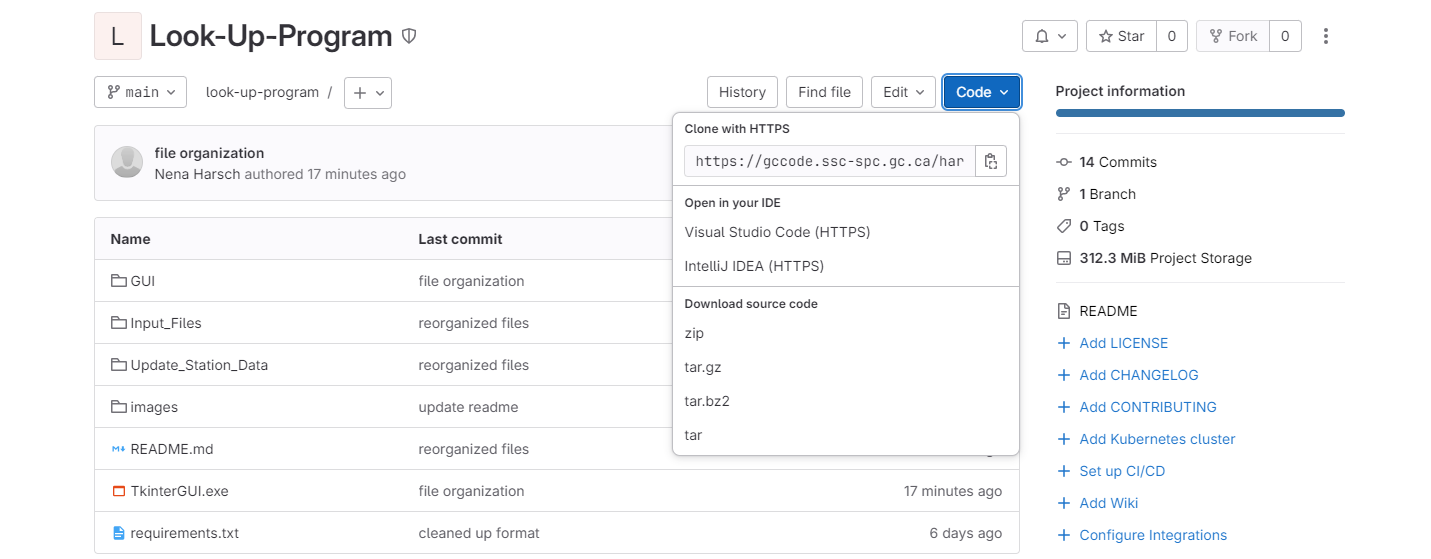 L Look-Up-Program
Star 0
Fork 0
main look-up-program / +
History Find file Edit Code
Project information
file organization
Nena Harsch authored 17 minutes ago
Clone with HTTPS
https://gccode.ssc-spc.gc.ca/har
Open in your IDE
Visual Studio Code (HTTPS)
IntelliJ IDEA (HTTPS)
Download source code
zip
tar.gz
tar.bz2
tar
Name Last commit
GUI file organization
Input_Files reorganized files
Update_Station_Data reorganized files
images update readme
README.md reorganized files
TkinterGUI.exe file organization 17 minutes ago
requirements.txt cleaned up format 6 days ago
14 Commits
1 Branch
0 Tags
312.3 MiB Project Storage
README
+ Add LICENSE
+ Add CHANGELOG
+ Add CONTRIBUTING
+ Add Kubernetes cluster
+ Set up CI/CD
+ Add Wiki
+ Configure Integrations